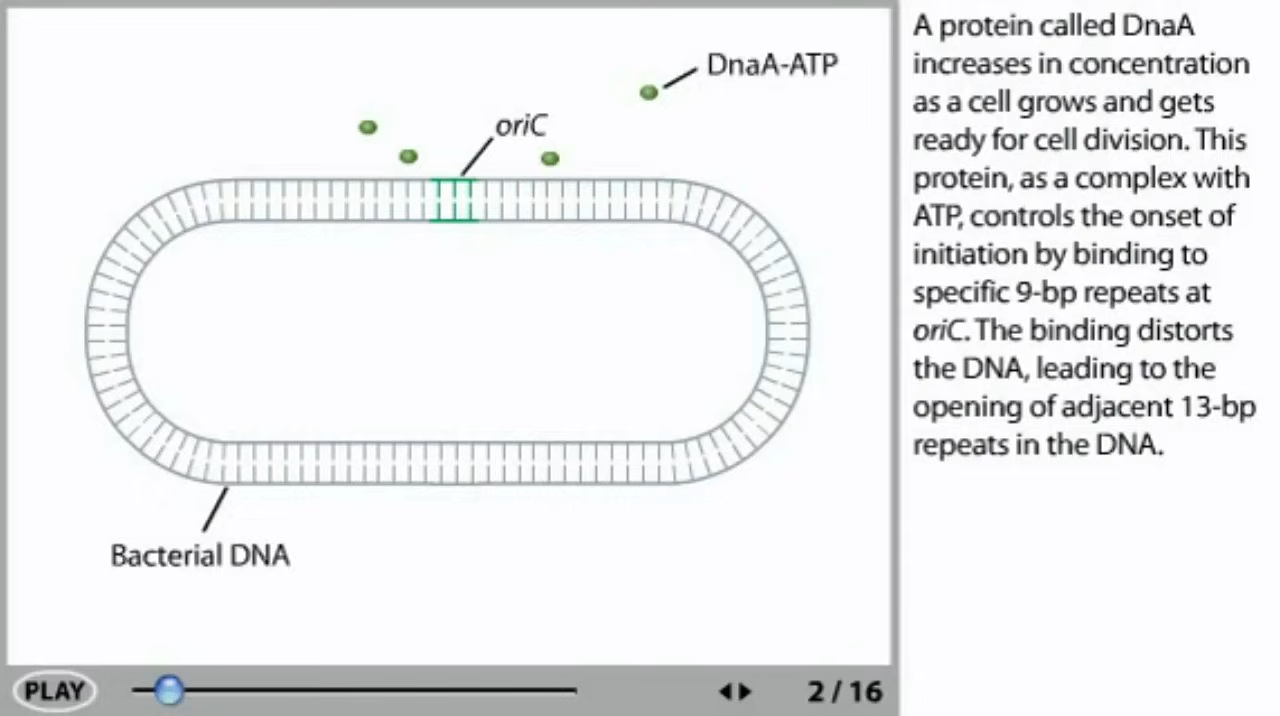 DnaA-ATP
oriC
Bacterial DNA
PLAY
2 / 16
A protein called DnaA
increases in concentration
as a cell grows and gets
ready for cell division. This
protein, as a complex with
ATP, controls the onset of
initiation by binding to
specific 9-bp repeats at
oriC. The binding distorts
the DNA, leading to the
opening of adjacent 13-bp
repeats in the DNA.